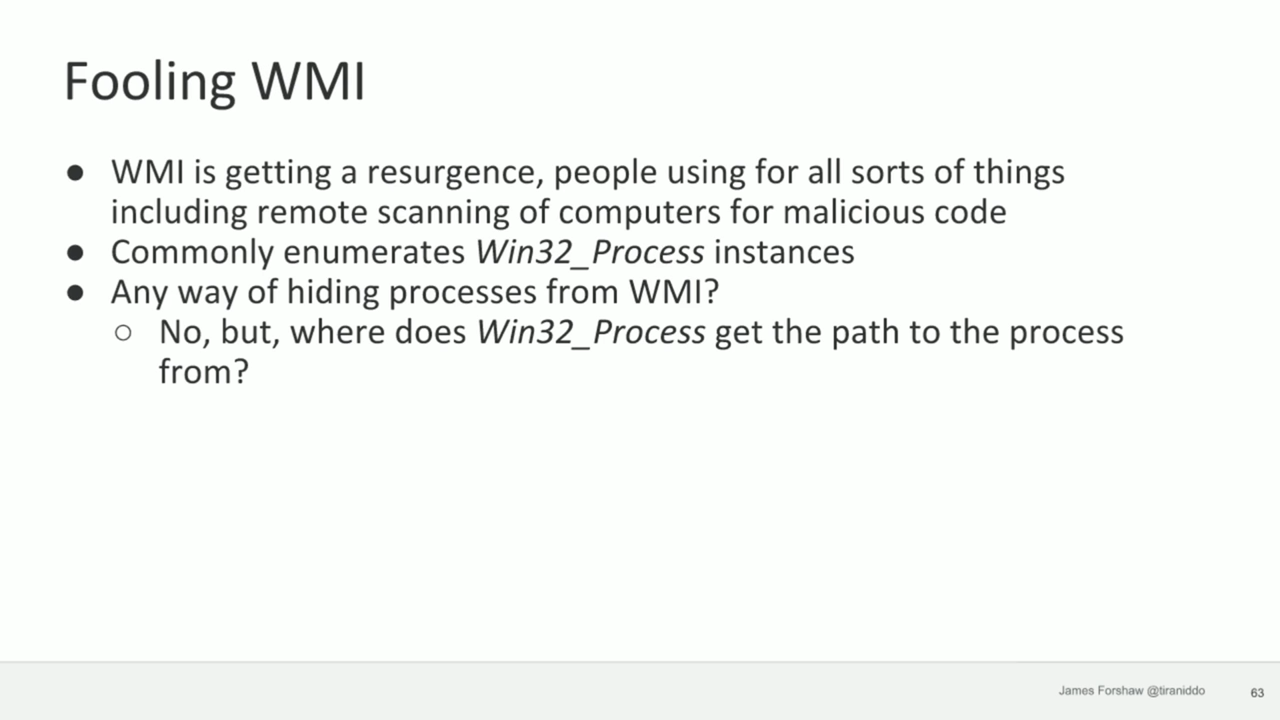 Fooling WMI
● WMI is getting a resurgence, people using for all sorts of things
including remote scanning of computers for malicious code
● Commonly enumerates Win32_Process instances
● Any way of hiding processes from WMI?
○ No, but, where does Win32_Process get the path to the process
from?
James Forshaw @tiraniddo
63